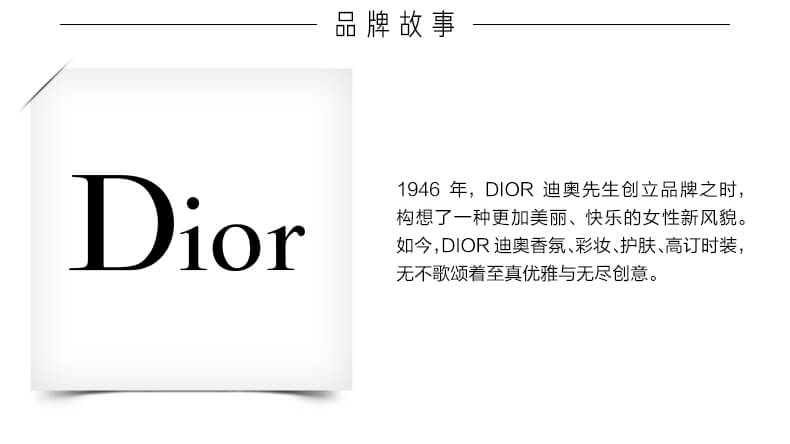 品牌故事
Dior
1946 年, DIOR 迪奥先生创立品牌之时,
构想了一种更加美丽、快乐的女性新风貌。
如今,DIOR 迪奥香氛、彩妆、护肤、高订时装,
无不歌颂着至真优雅与无尽创意。